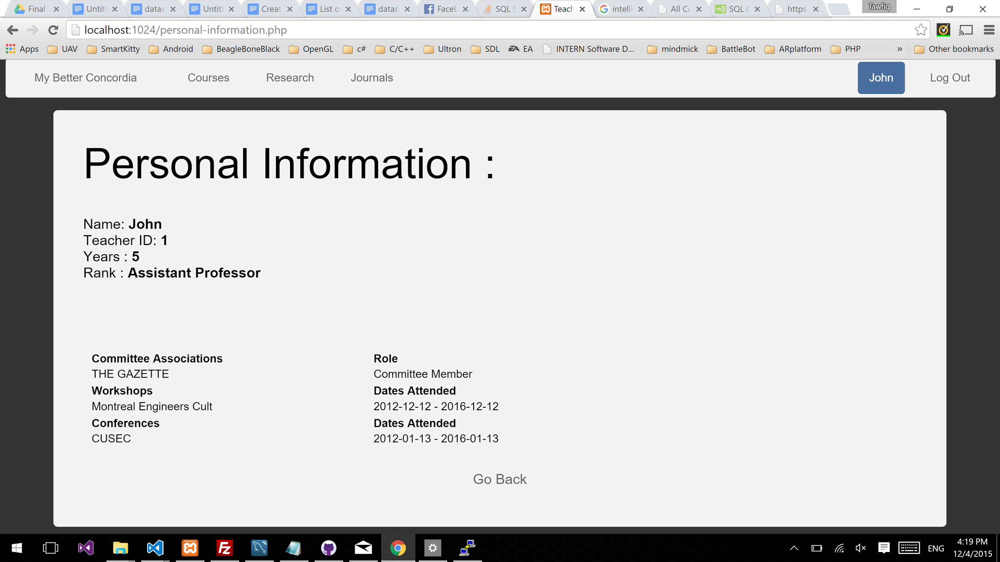 Final Untitl datas Untitl Creat List o datas Faceb SQL S Teach intelli All Co SQL C https Tawfiq
localhost:1024/personal-information.php
Apps UAV SmartKitty Android BeagleBoneBlack OpenGL c# C/C++ Ultron SDL EA INTERN Software D... mindmick BattleBot ARplatform PHP » Other bookmarks
My Better Concordia Courses Research Journals John Log Out
Personal Information :
Name: John
Teacher ID: 1
Years : 5
Rank : Assistant Professor
Committee Associations Role
THE GAZETTE Committee Member
Workshops Dates Attended
Montreal Engineers Cult 2012-12-12 - 2016-12-12
Conferences Dates Attended
CUSEC 2012-01-13 - 2016-01-13
Go Back
ENG 4:19 PM
12/4/2015